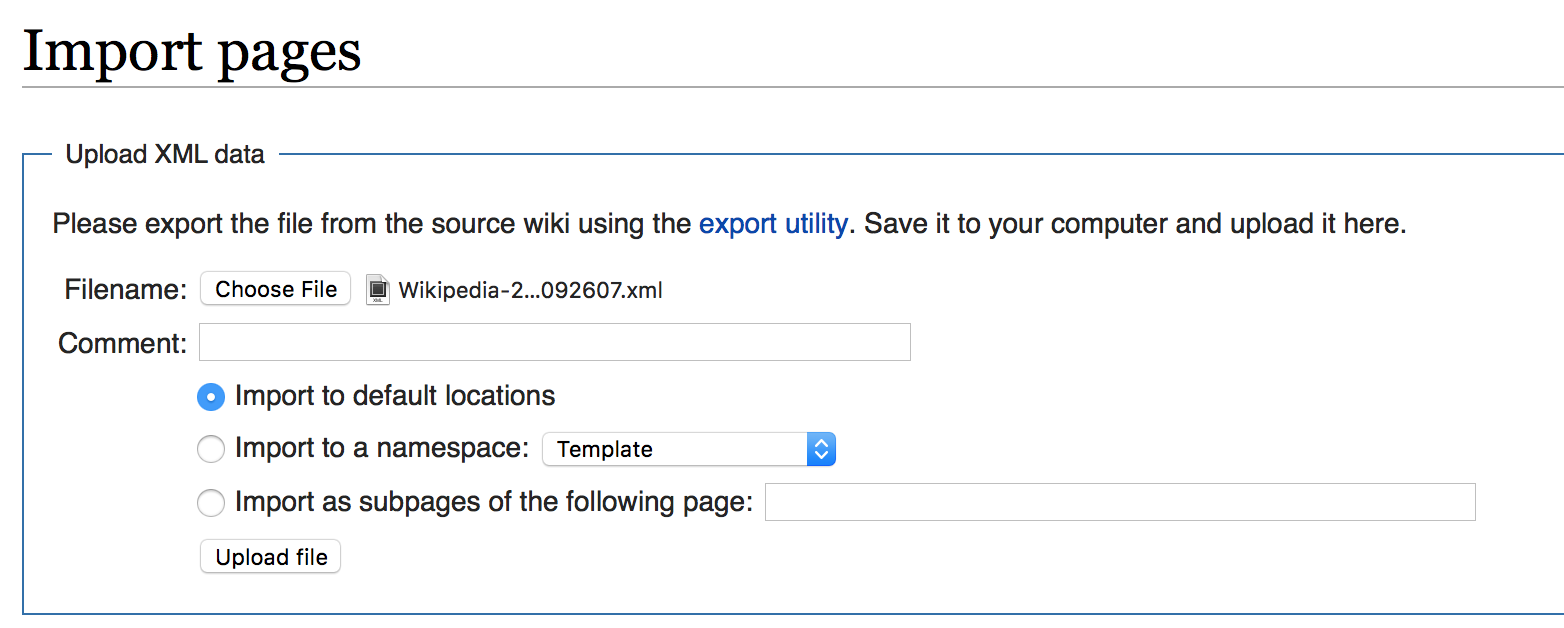 Import pages
Upload XML data
Please export the file from the source wiki using the export utility. Save it to your computer and upload it here.
Filename: Choose File XML Wikipedia-2...092607.xml
Comment:
Import to default locations
Import to a namespace: Template
Import as subpages of the following page:
Upload file